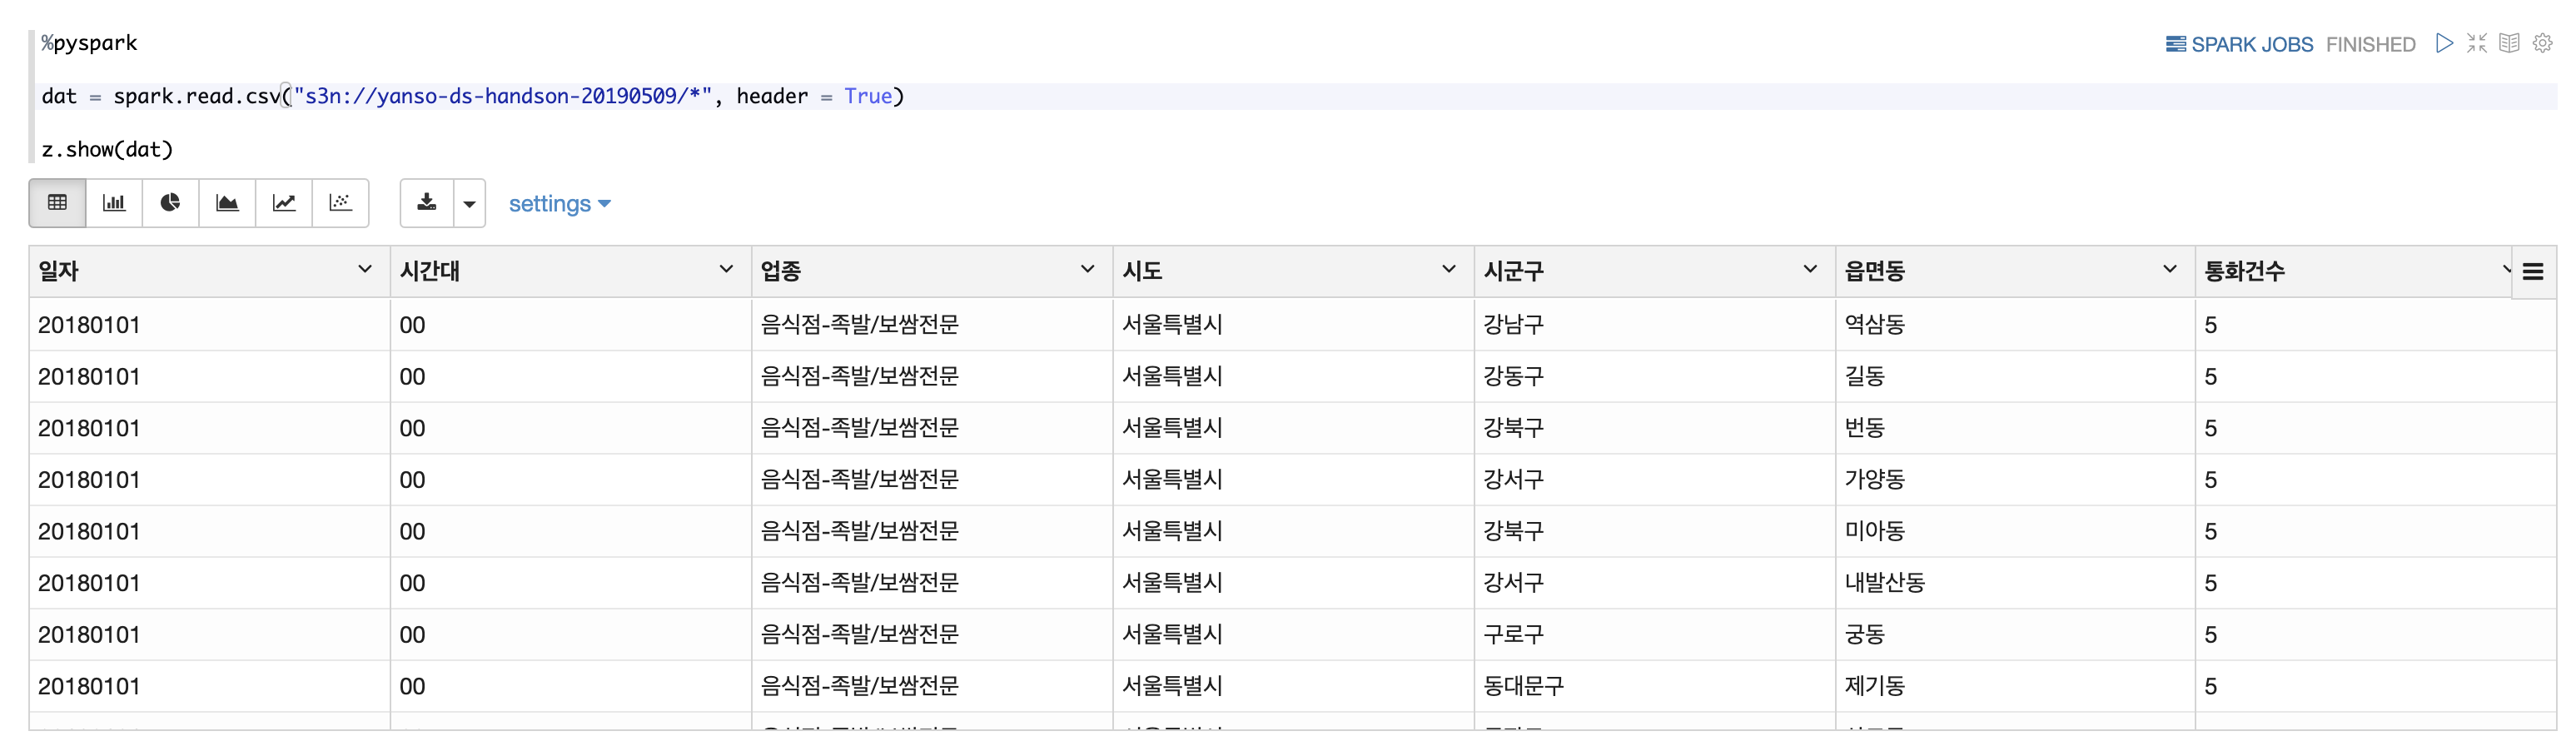 %pyspark
SPARK JOBS FINISHED
dat = spark.read.csv("s3n://yanso-ds-handson-20190509/*", header = True)
z.show(dat)
settings
일자 시간대 업종 시도 시군구 읍면동 통화건수
20180101 00 음식점-족발/보쌈전문 서울특별시 강남구 역삼동 5
20180101 00 음식점-족발/보쌈전문 서울특별시 강동구 길동 5
20180101 00 음식점-족발/보쌈전문 서울특별시 강북구 번동 5
20180101 00 음식점-족발/보쌈전문 서울특별시 강서구 가양동 5
20180101 00 음식점-족발/보쌈전문 서울특별시 강북구 미아동 5
20180101 00 음식점-족발/보쌈전문 서울특별시 강서구 내발산동 5
20180101 00 음식점-족발/보쌈전문 서울특별시 구로구 궁동 5
20180101 00 음식점-족발/보쌈전문 서울특별시 동대문구 제기동 5